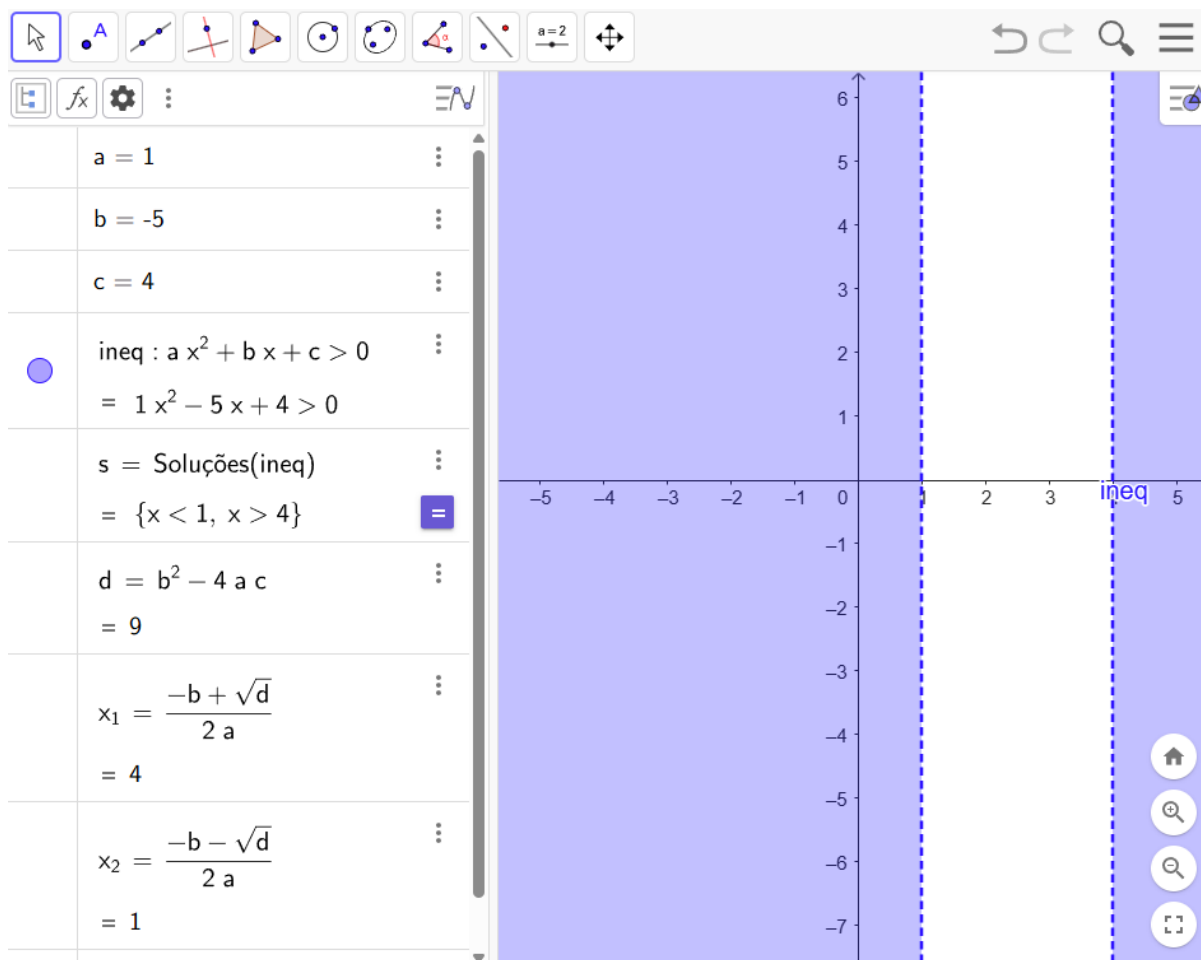 A
α
a = 2
fx
a = 1
b = -5
c = 4
ineq : a x² + b x + c > 0
= 1 x² – 5 x + 4 > 0
s = Soluções(ineq)
= {x < 1, x > 4}
=
d = b² – 4 a c
= 9
x₁ = (–b + √d) / (2 a)
= 4
x₂ = (–b – √d) / (2 a)
= 1
6
5
4
3
2
1
–5 –4 –3 –2 –1 0 1 2 3 ineq 5
–1
–2
–3
–4
–5
–6
–7